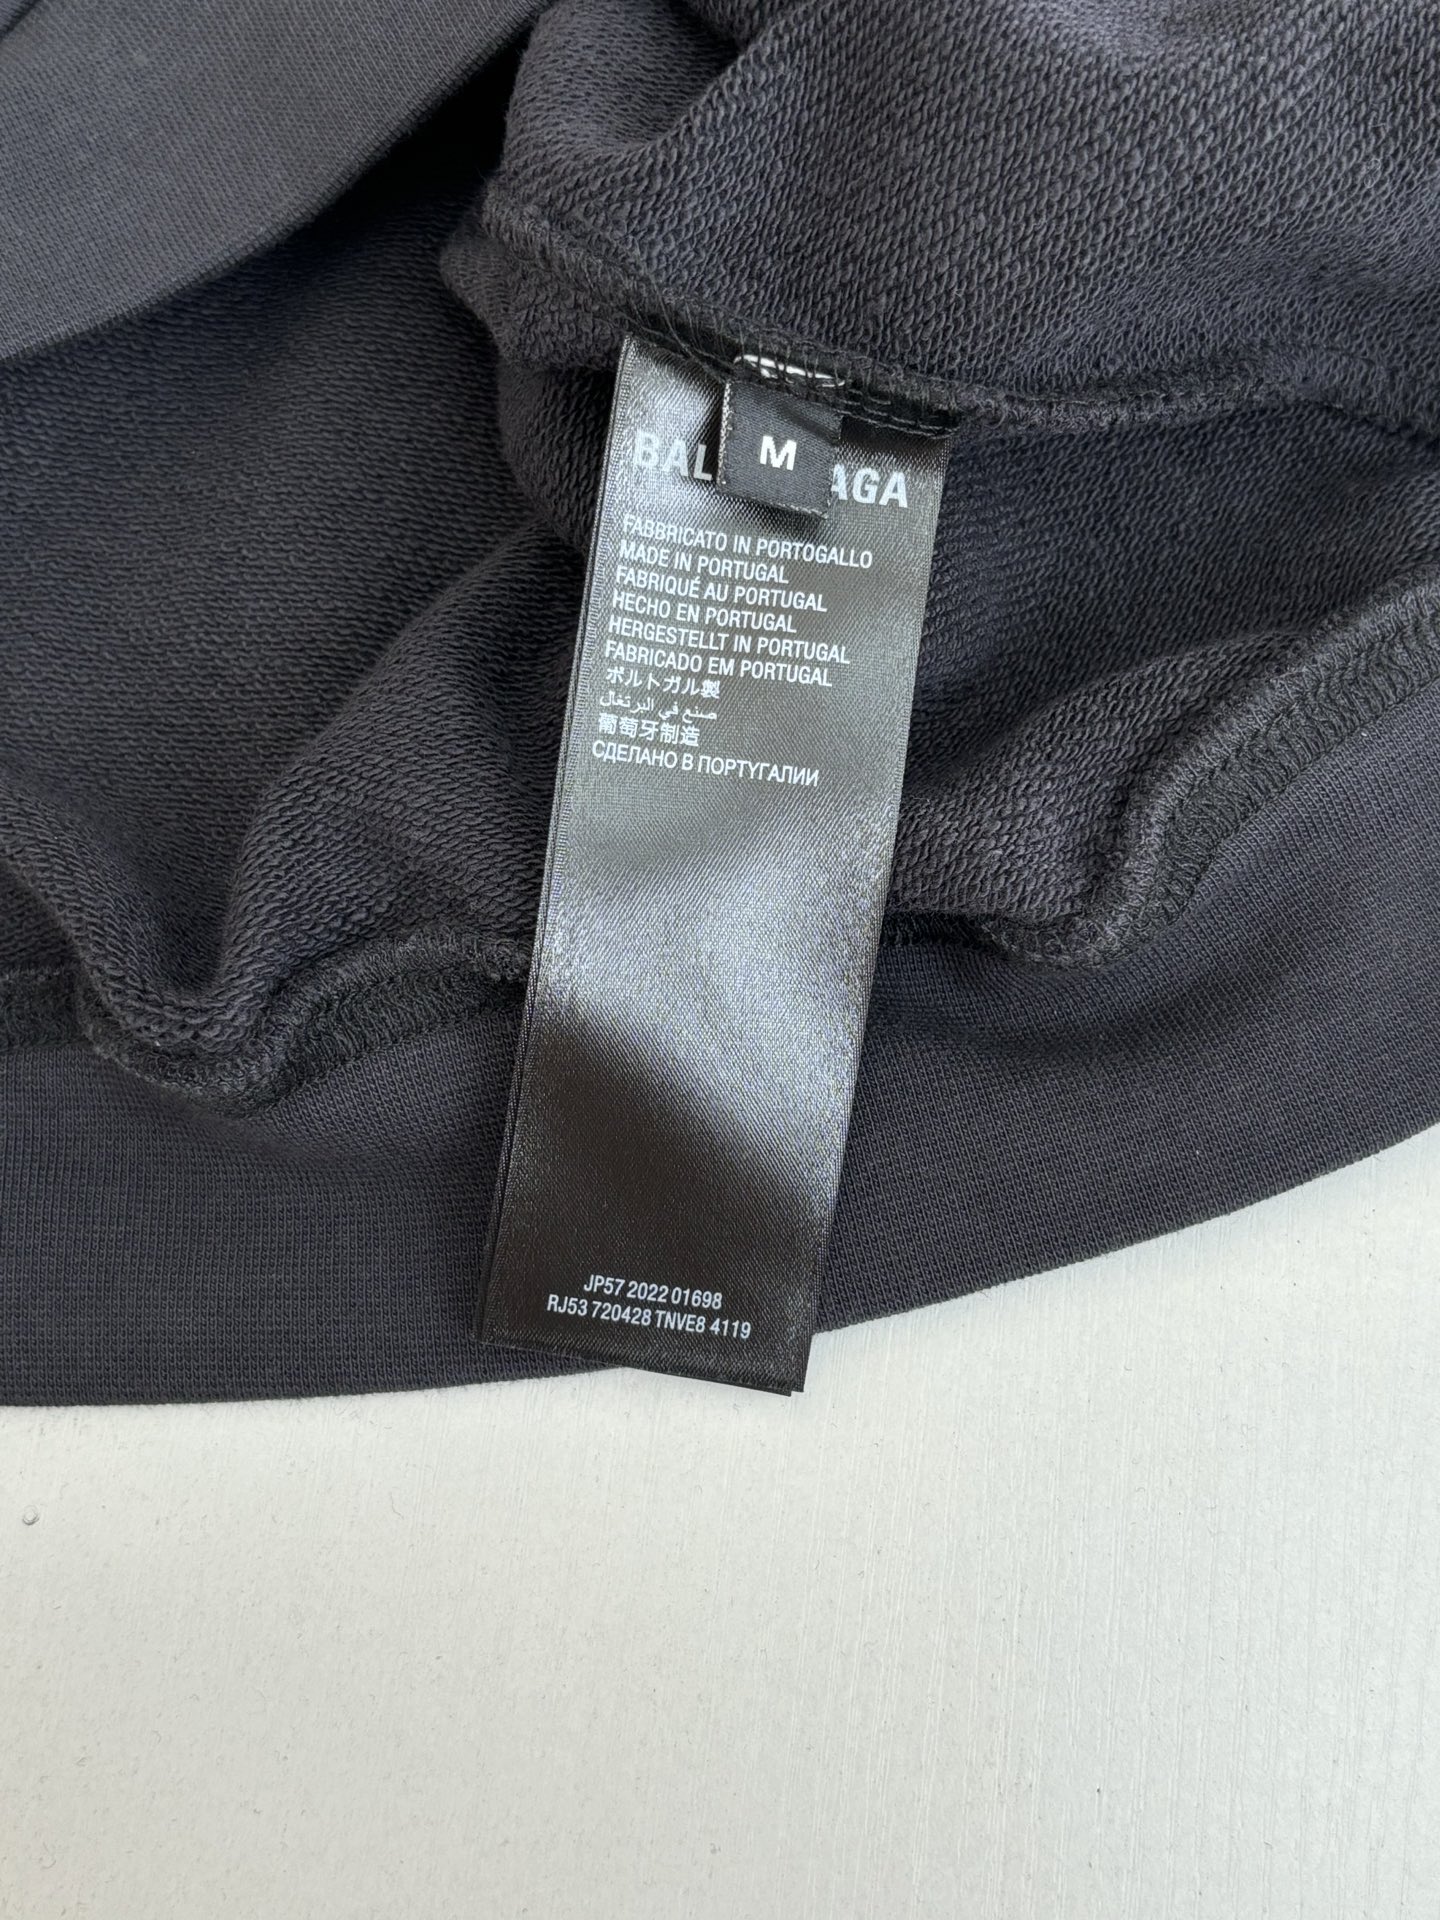 M
FABBRICATO IN PORTOGALLO
MADE IN PORTUGAL
FABRIQUÉ AU PORTUGAL
HECHO EN PORTUGAL
HERGESTELLT IN PORTUGAL
FABRICADO EM PORTUGAL
ポルトガル製
صنع في البرتغال
葡萄牙制造
СДЕЛАНО В ПОРТУГАЛИИ
JP57 2022 01698
RJ53 720428 TNVE8 4119